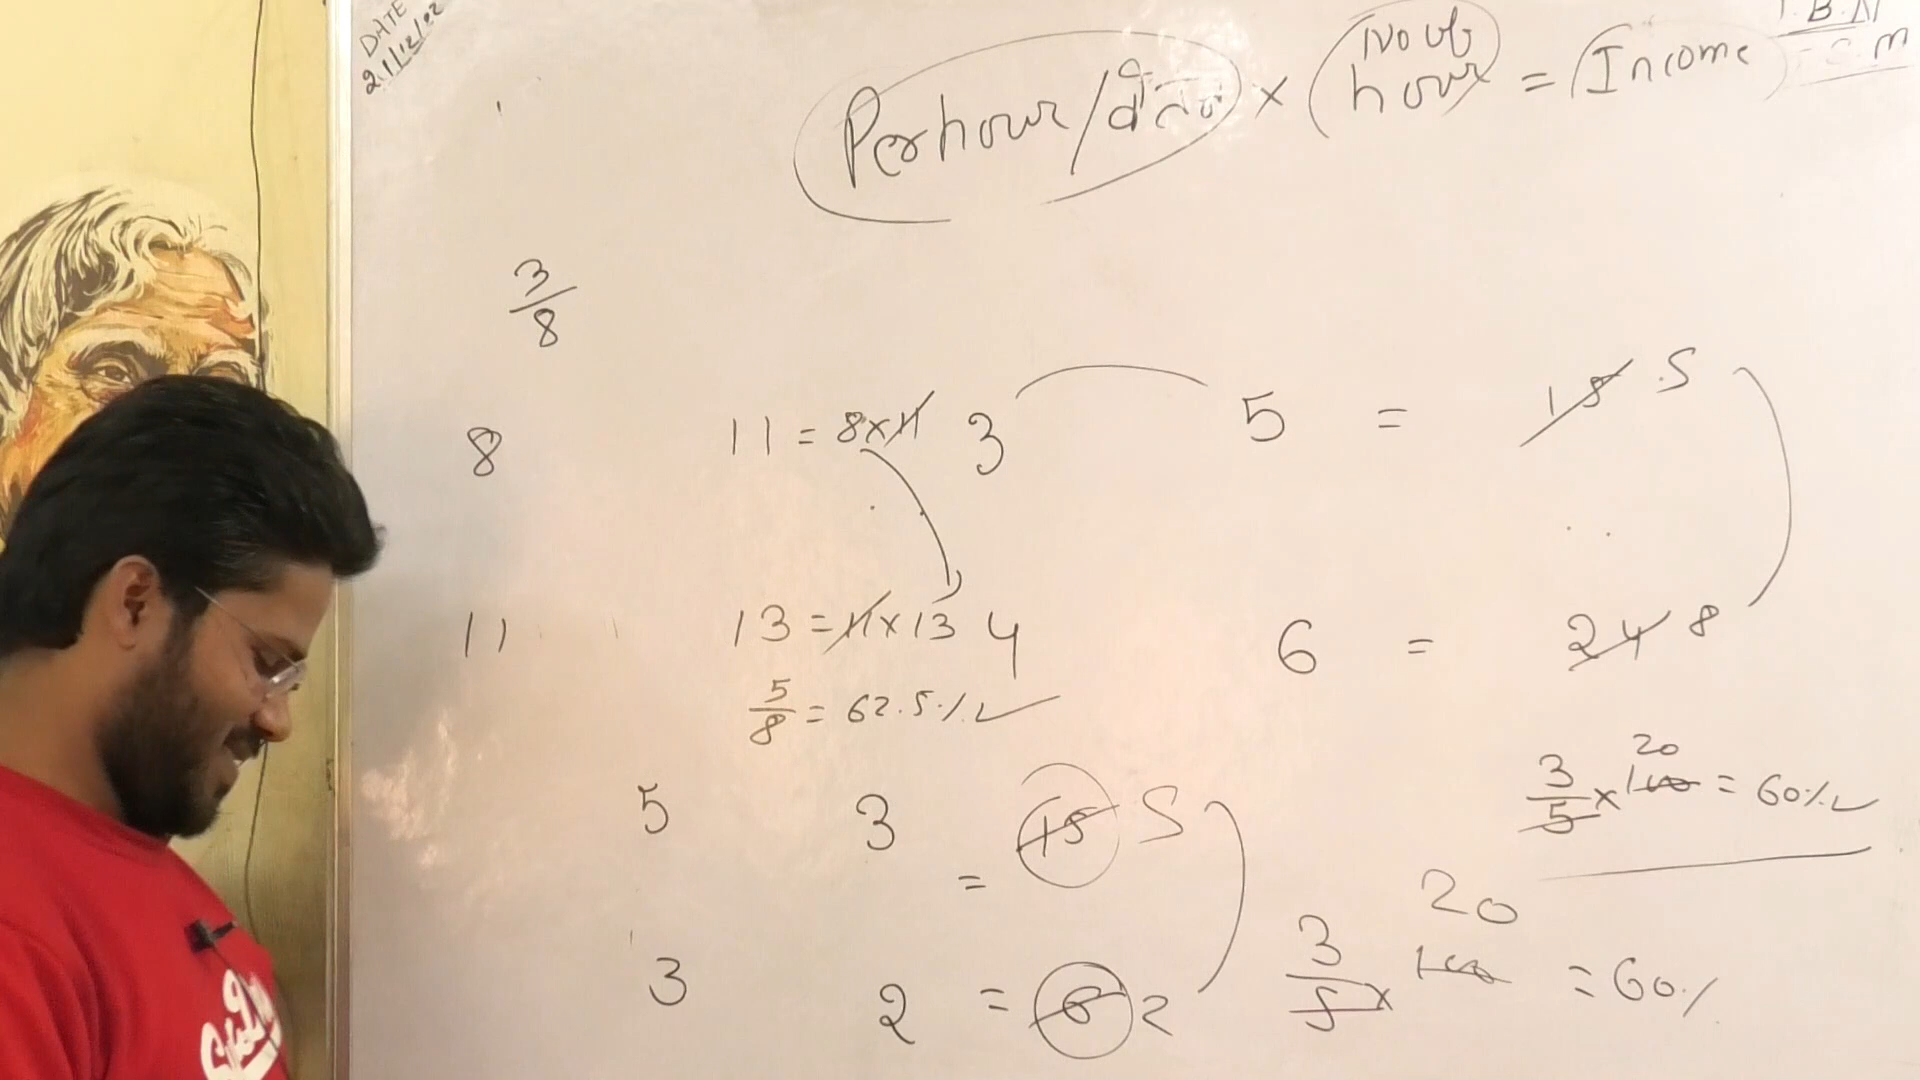 DATE
21/12/22
Perhour/वेतन × No of hour = Income
3/8
8 11 = 8×11 3 5 = 15 5
11 13 = 11×13 4 6 = 24 8
5/8 = 62.5%
3/5 × 100 20 = 60%
5 3 = 15 5
3 2 = 6 2
3/5 × 100 20 = 60%